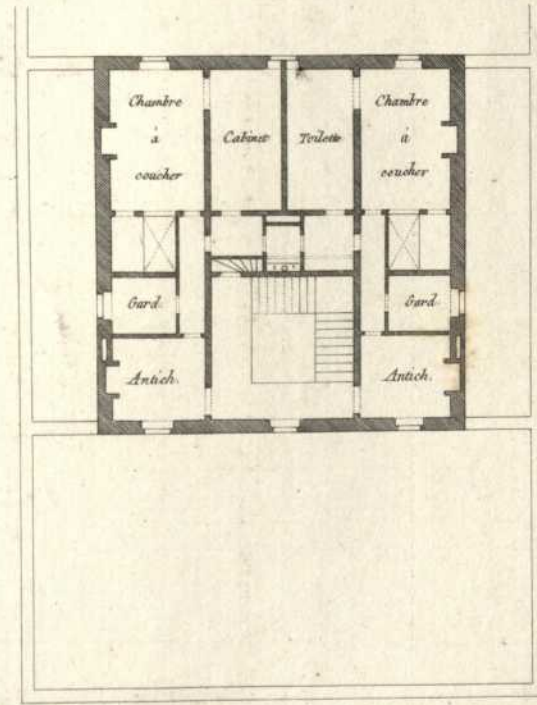 Chambre
à
coucher
Cabinet
Toilette
Chambre
à
coucher
Gard.
Gard.
Antich.
Antich.